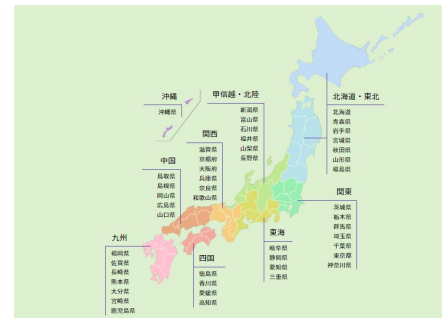 沖縄
沖縄県
甲信越・北陸
新潟県
富山県
石川県
福井県
山梨県
長野県
北海道・東北
北海道
青森県
岩手県
宮城県
秋田県
山形県
福島県
関西
滋賀県
京都府
大阪府
兵庫県
奈良県
和歌山県
中国
鳥取県
島根県
岡山県
広島県
山口県
関東
茨城県
栃木県
群馬県
埼玉県
千葉県
東京都
神奈川県
東海
岐阜県
静岡県
愛知県
三重県
九州
福岡県
佐賀県
長崎県
熊本県
大分県
宮崎県
鹿児島県
四国
徳島県
香川県
愛媛県
高知県